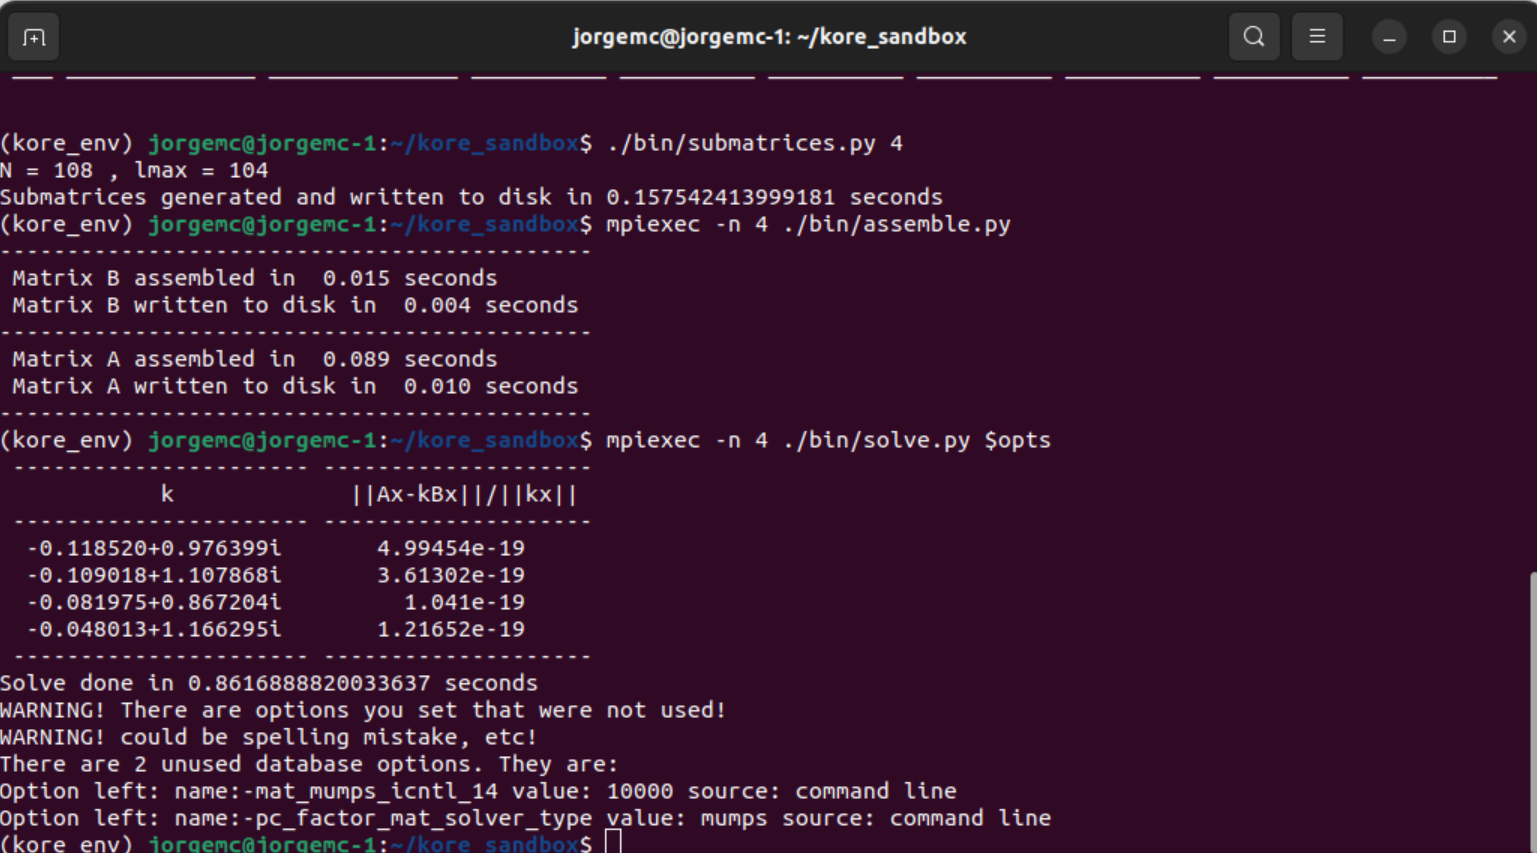 jorgemc@jorgemc-1: ~/kore_sandbox
(kore_env) jorgemc@jorgemc-1:~/kore_sandbox$ ./bin/submatrices.py 4
N = 108 , lmax = 104
Submatrices generated and written to disk in 0.157542413999181 seconds
(kore_env) jorgemc@jorgemc-1:~/kore_sandbox$ mpiexec -n 4 ./bin/assemble.py
--------------------------------------------
Matrix B assembled in  0.015 seconds
Matrix B written to disk in  0.004 seconds
--------------------------------------------
Matrix A assembled in  0.089 seconds
Matrix A written to disk in  0.010 seconds
--------------------------------------------
(kore_env) jorgemc@jorgemc-1:~/kore_sandbox$ mpiexec -n 4 ./bin/solve.py $opts
---------------------- --------------------
k ||Ax-kBx||/||kx||
---------------------- --------------------
-0.118520+0.976399i 4.99454e-19
-0.109018+1.107868i 3.61302e-19
-0.081975+0.867204i 1.041e-19
-0.048013+1.166295i 1.21652e-19
---------------------- --------------------
Solve done in 0.8616888820033637 seconds
WARNING! There are options you set that were not used!
WARNING! could be spelling mistake, etc!
There are 2 unused database options. They are:
Option left: name:-mat_mumps_icntl_14 value: 10000 source: command line
Option left: name:-pc_factor_mat_solver_type value: mumps source: command line
(kore_env) jorgemc@jorgemc-1:~/kore_sandbox$